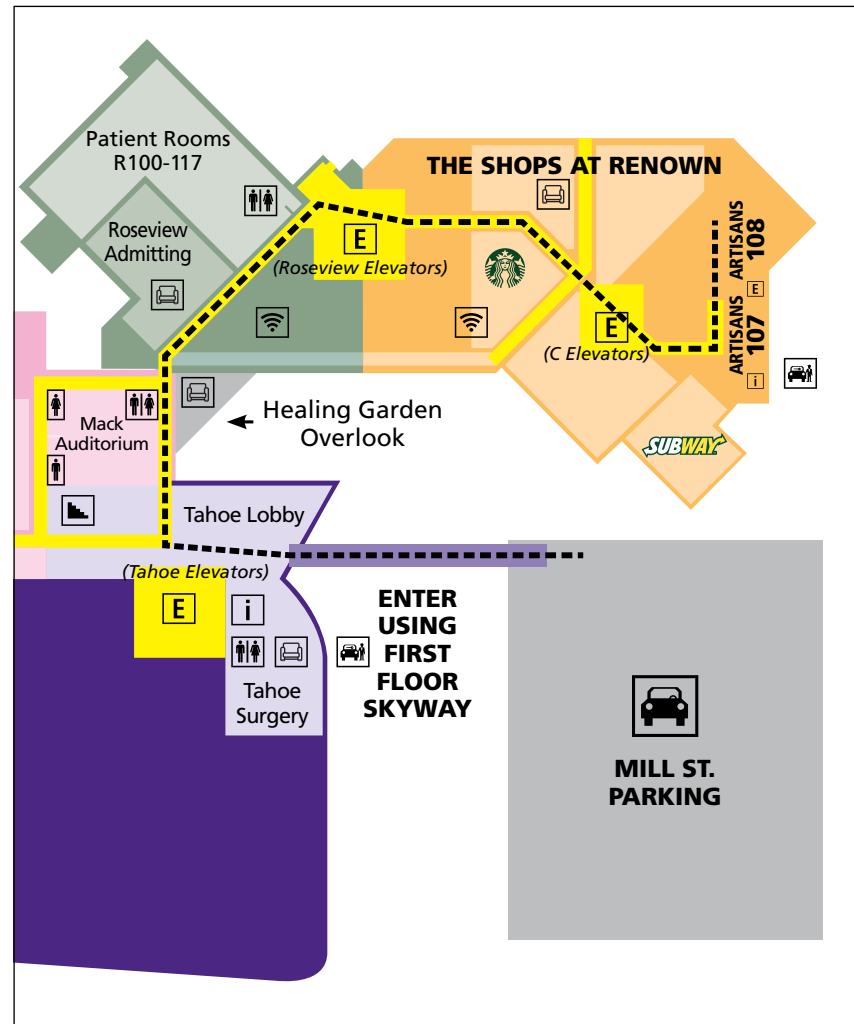 Patient Rooms
R100-117
THE SHOPS AT RENOWN
Roseview
Admitting
E
(Roseview Elevators)
ARTISANS
108
E
ARTISANS
107
i
E
(C Elevators)
Mack
Auditorium
Healing Garden
Overlook
SUBWAY
Tahoe Lobby
(Tahoe Elevators)
E
i
ENTER
USING
FIRST
FLOOR
SKYWAY
Tahoe
Surgery
MILL ST.
PARKING